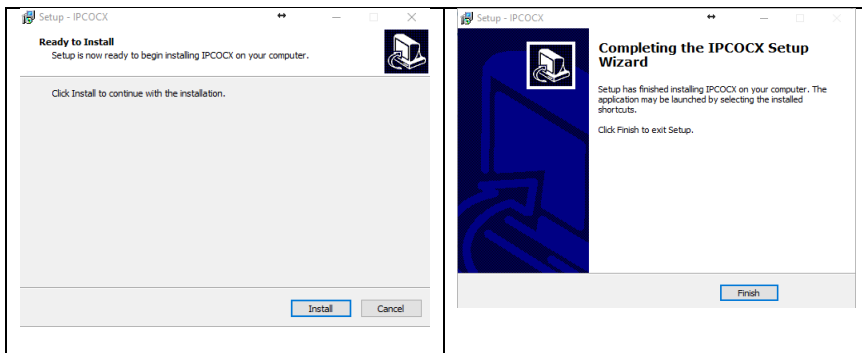 Setup - IPCOCX
Ready to Install
Setup is now ready to begin installing IPCOCX on your computer.
Click Install to continue with the installation.
Install
Cancel
Setup - IPCOCX
Completing the IPCOCX Setup
Wizard
Setup has finished installing IPCOCX on your computer. The
application may be launched by selecting the installed
shortcuts.
Click Finish to exit Setup.
Finish